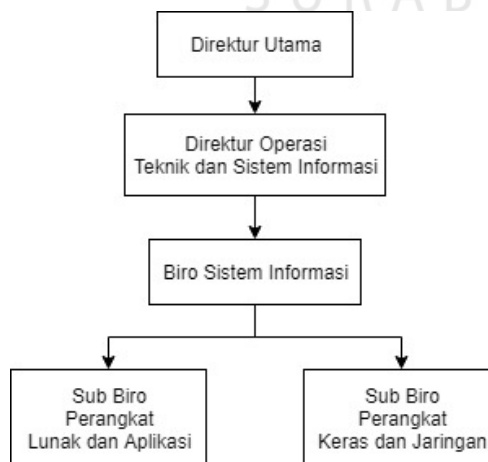 S U R A B
Direktur Utama
Direktur Operasi
Teknik dan Sistem Informasi
Biro Sistem Informasi
Sub Biro
Perangkat
Lunak dan Aplikasi
Sub Biro
Perangkat
Keras dan Jaringan